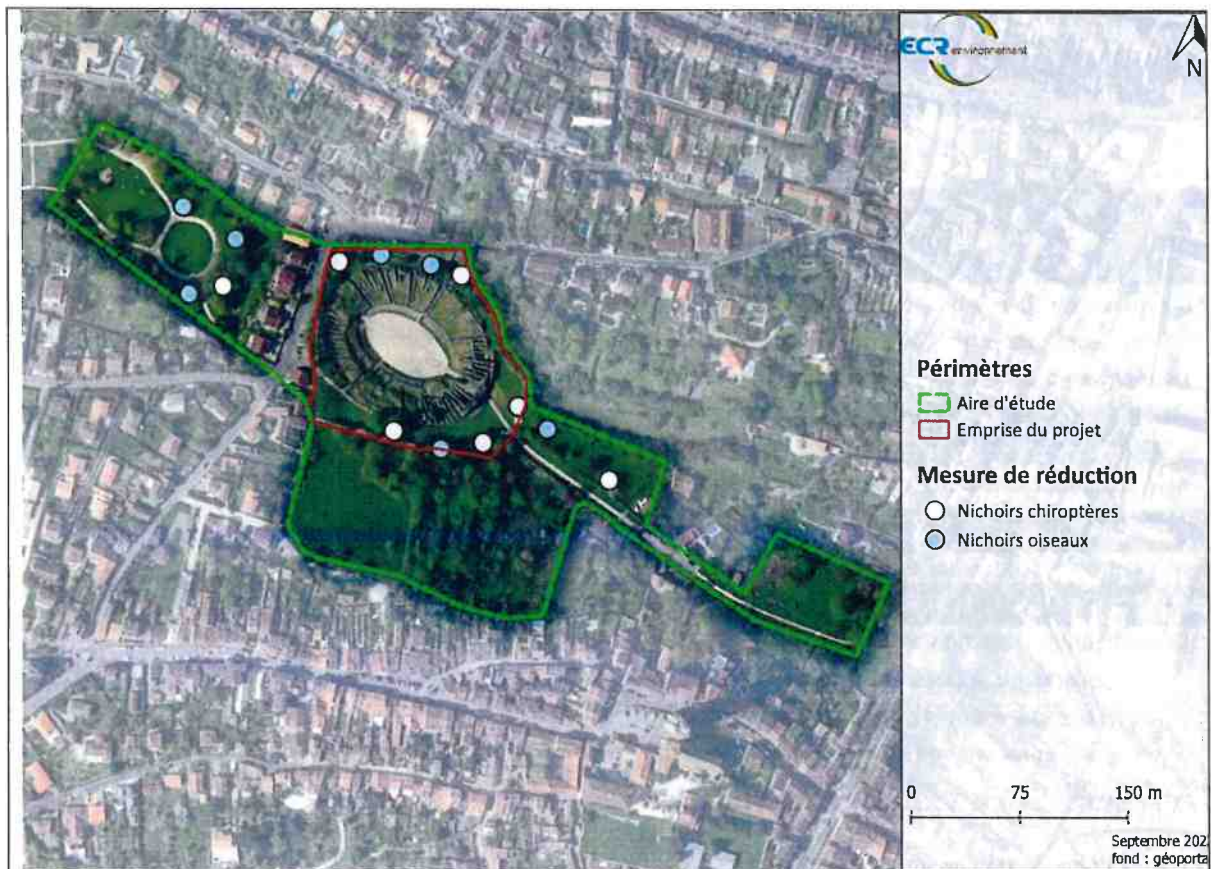 ECR environnement
N
Périmètres
Aire d'étude
Emprise du projet
Mesure de réduction
Nichoirs chiroptères
Nichoirs oiseaux
0 75 150 m
Septembre 202
fond : géoporta